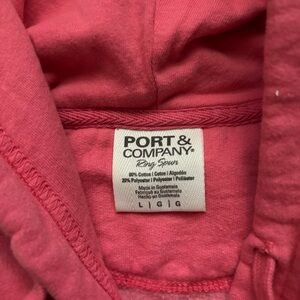 PORT &
COMPANY®
Ring Spun
80% Cotton / Coton / Algodón
20% Polyester / Polyester / Poliéster
Made in Guatemala
Fabriqué au Guatemala
Hecho en Guatemala
L | G | G